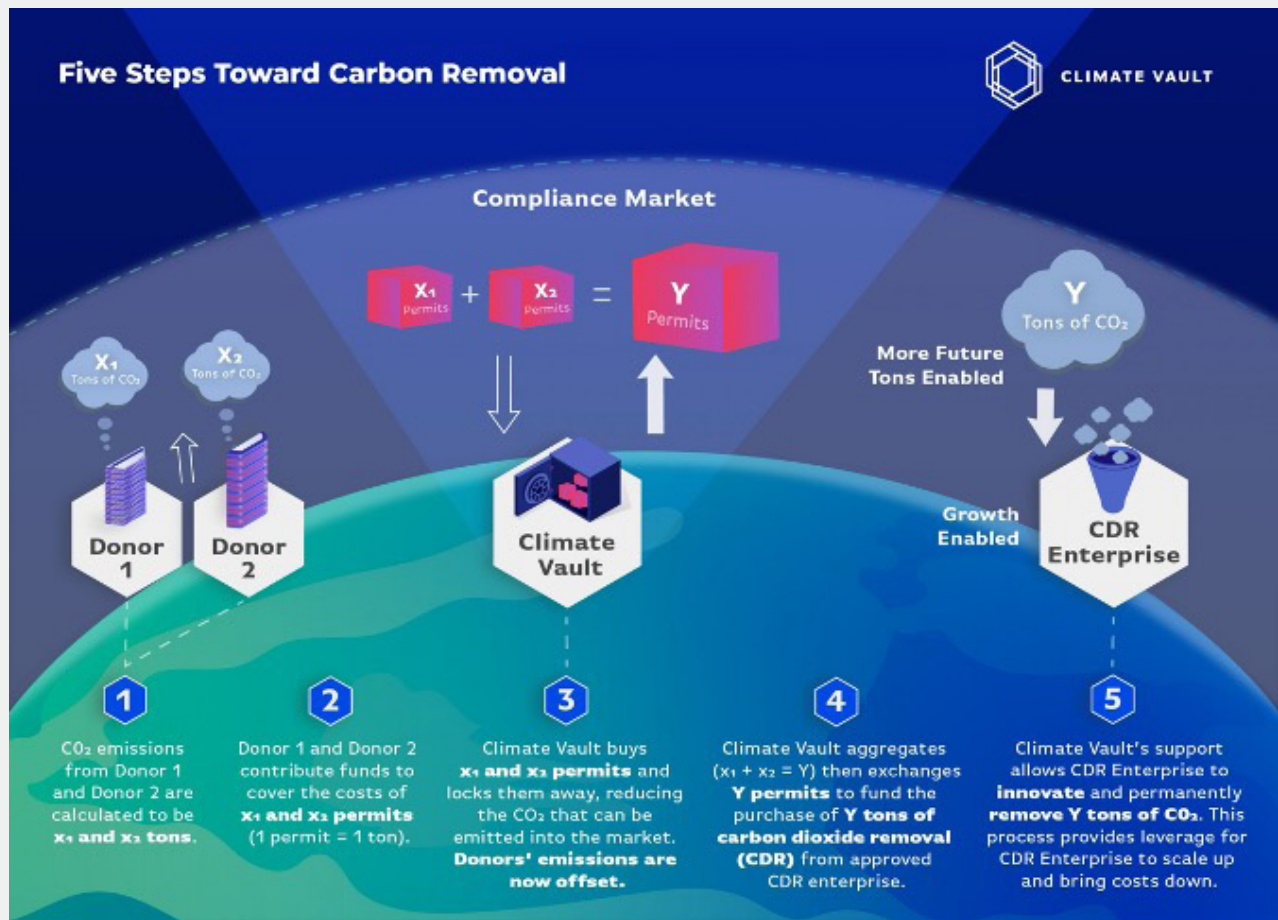 Five Steps Toward Carbon Removal
CLIMATE VAULT
Compliance Market
X₁
Permits
+
X₂
Permits
=
Y
Permits
X₁
Tons of CO₂
X₂
Tons of CO₂
Y
Tons of CO₂
More Future
Tons Enabled
Donor
1
Donor
2
Climate
Vault
Growth
Enabled
CDR
Enterprise
1
CO₂ emissions
from Donor 1
and Donor 2 are
calculated to be
x₁ and x₂ tons.
2
Donor 1 and Donor 2
contribute funds to
cover the costs of
x₁ and x₂ permits
(1 permit = 1 ton).
3
Climate Vault buys
x₁ and x₂ permits and
locks them away, reducing
the CO₂ that can be
emitted into the market.
Donors' emissions are
now offset.
4
Climate Vault aggregates
(x₁ + x₂ = Y) then exchanges
Y permits to fund the
purchase of Y tons of
carbon dioxide removal
(CDR) from approved
CDR enterprise.
5
Climate Vault's support
allows CDR Enterprise to
innovate and permanently
remove Y tons of C0₂. This
process provides leverage for
CDR Enterprise to scale up
and bring costs down.